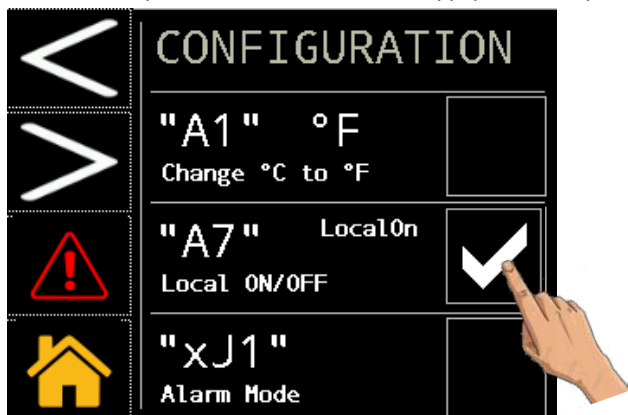 CONFIGURATION
"A1" °F
Change °C to °F
"A7" LocalOn
Local ON/OFF
"xJ1"
Alarm Mode